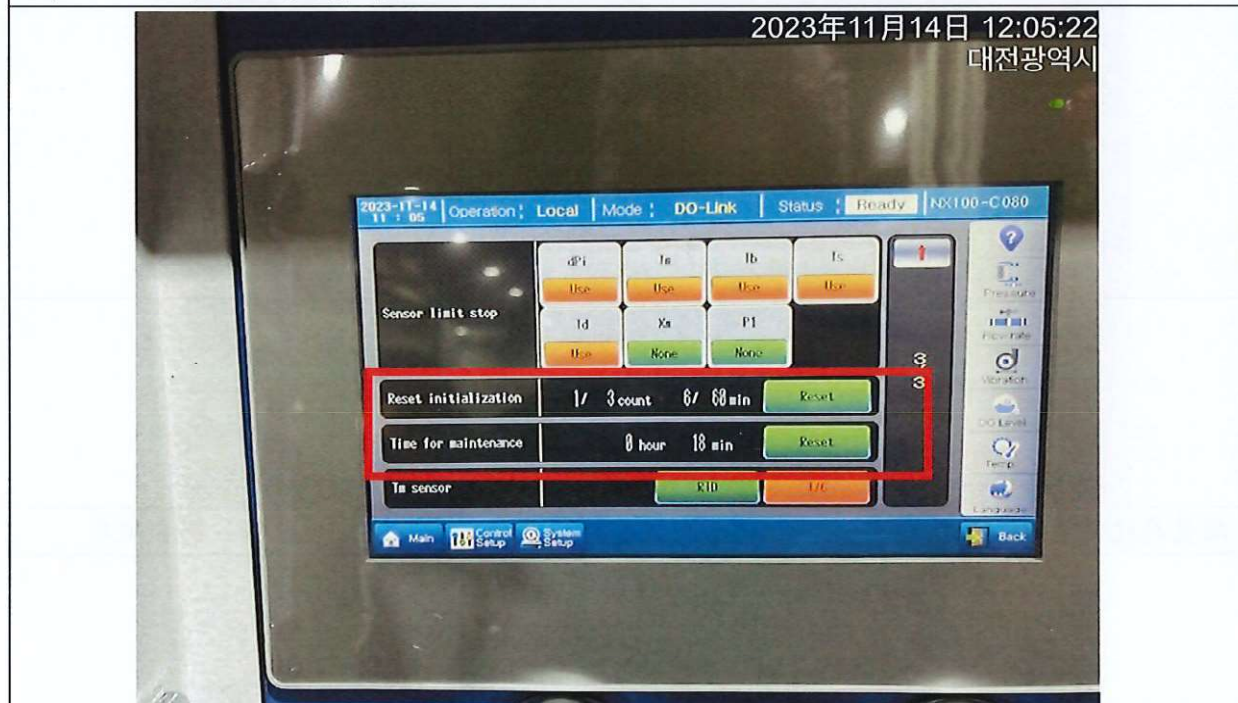 2023年11月14日 12:05:22
대전광역시
2023-11-14
11 : 05
Operation : Local
Mode : DO-Link
Status : Ready
NX100-C080
Sensor limit stop
dPi Tm Tb Ts
Use Use Use Use
Td Xm P1
Use None None
3/3
Reset initialization 1/ 3 count 6/ 60 min Reset
Time for maintenance 0 hour 18 min Reset
Tm sensor RTD T/C
?
Pressure
Flow rate
Vibration
DO Level
Temp.
Language
Main
Control Setup
System Setup
Back